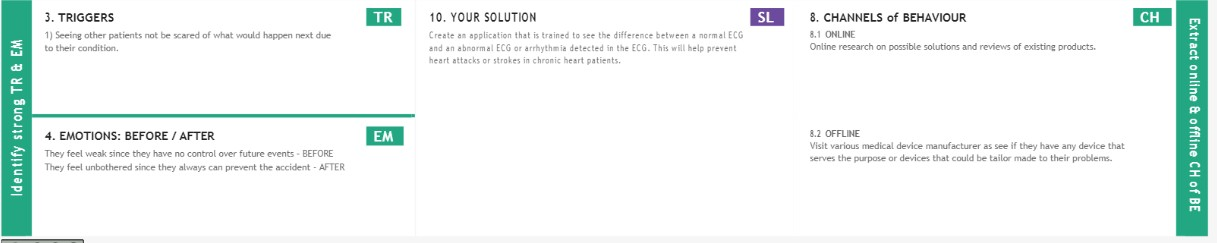 Identify strong TR & EM
3. TRIGGERS
TR
1) Seeing other patients not be scared of what would happen next due
to their condition.
4. EMOTIONS: BEFORE / AFTER
EM
They feel weak since they have no control over future events - BEFORE
They feel unbothered since they always can prevent the accident - AFTER
10. YOUR SOLUTION
SL
Create an application that is trained to see the difference between a normal ECG
and an abnormal ECG or arrhythmia detected in the ECG. This will help prevent
heart attacks or strokes in chronic heart patients.
8. CHANNELS of BEHAVIOUR
CH
8.1 ONLINE
Online research on possible solutions and reviews of existing products.
8.2 OFFLINE
Visit various medical device manufacturer as see if they have any device that
serves the purpose or devices that could be tailor made to their problems.
Extract online & offline CH of BE